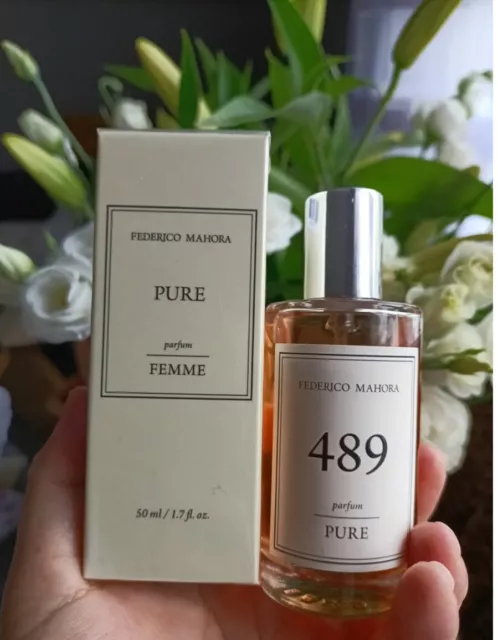 FEDERICO MAHORA
PURE
parfum
FEMME
50 ml / 1.7 fl. oz.
FEDERICO MAHORA
489
parfum
PURE